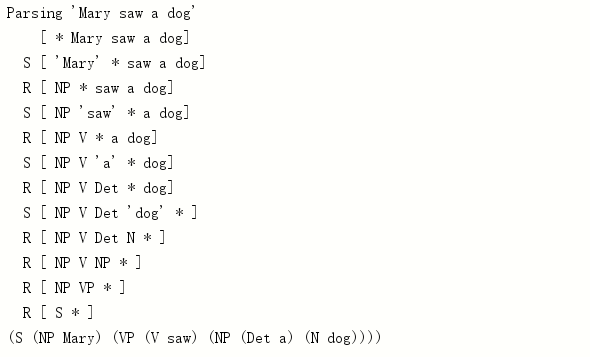 Parsing 'Mary saw a dog'
    [ * Mary saw a dog]
  S [ 'Mary' * saw a dog]
  R [ NP * saw a dog]
  S [ NP 'saw' * a dog]
  R [ NP V * a dog]
  S [ NP V 'a' * dog]
  R [ NP V Det * dog]
  S [ NP V Det 'dog' * ]
  R [ NP V Det N * ]
  R [ NP V NP * ]
  R [ NP VP * ]
  R [ S * ]
(S (NP Mary) (VP (V saw) (NP (Det a) (N dog))))